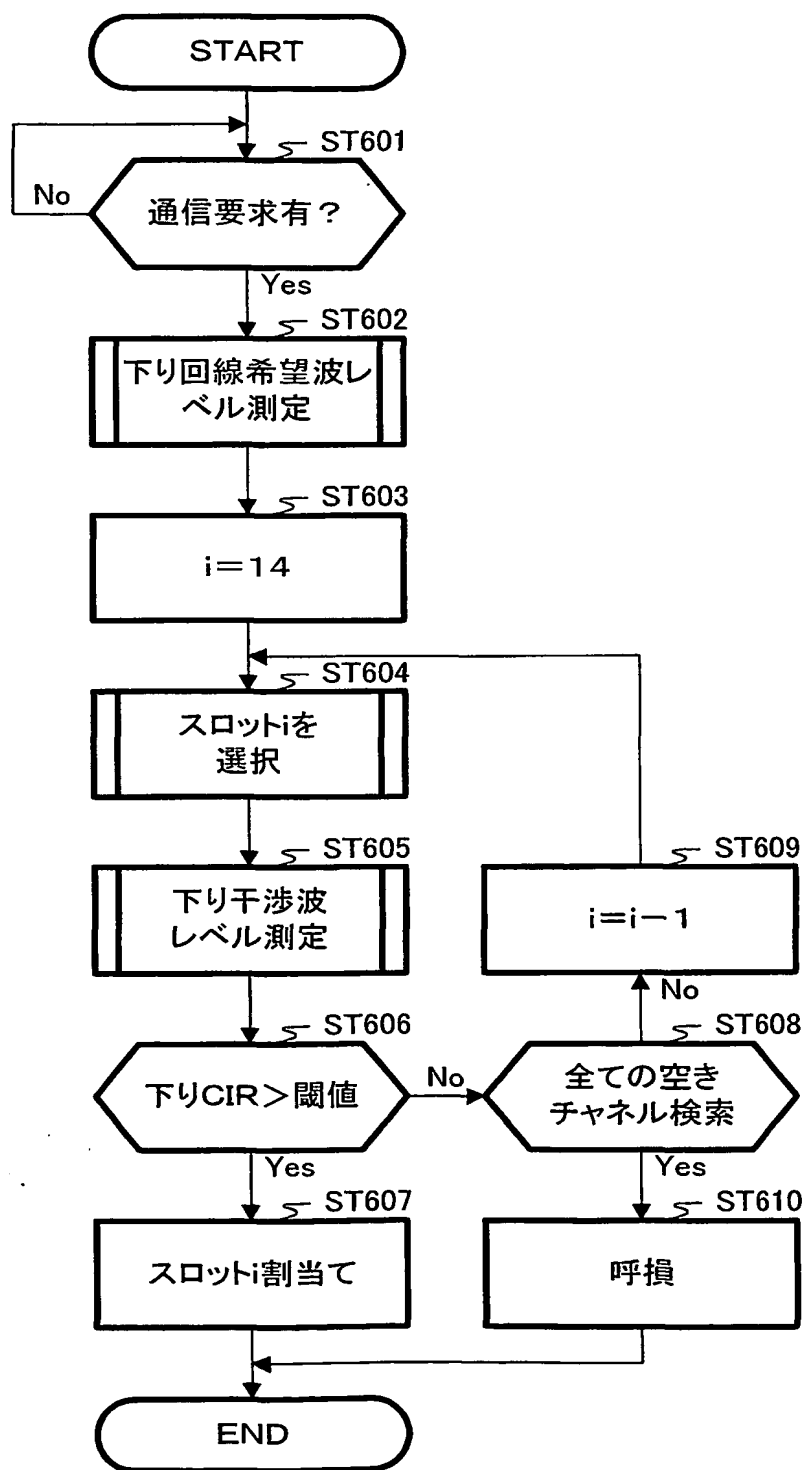 START
ST601
通信要求有?
No
Yes
ST602
下り回線希望波レ
ベル測定
ST603
i=14
ST604
スロットiを
選択
ST605
下り干渉波
レベル測定
ST609
i=i-1
No
ST606
下りCIR>閾値
No
ST608
全ての空き
チャネル検索
Yes
Yes
ST607
スロットi割当て
ST610
呼損
END